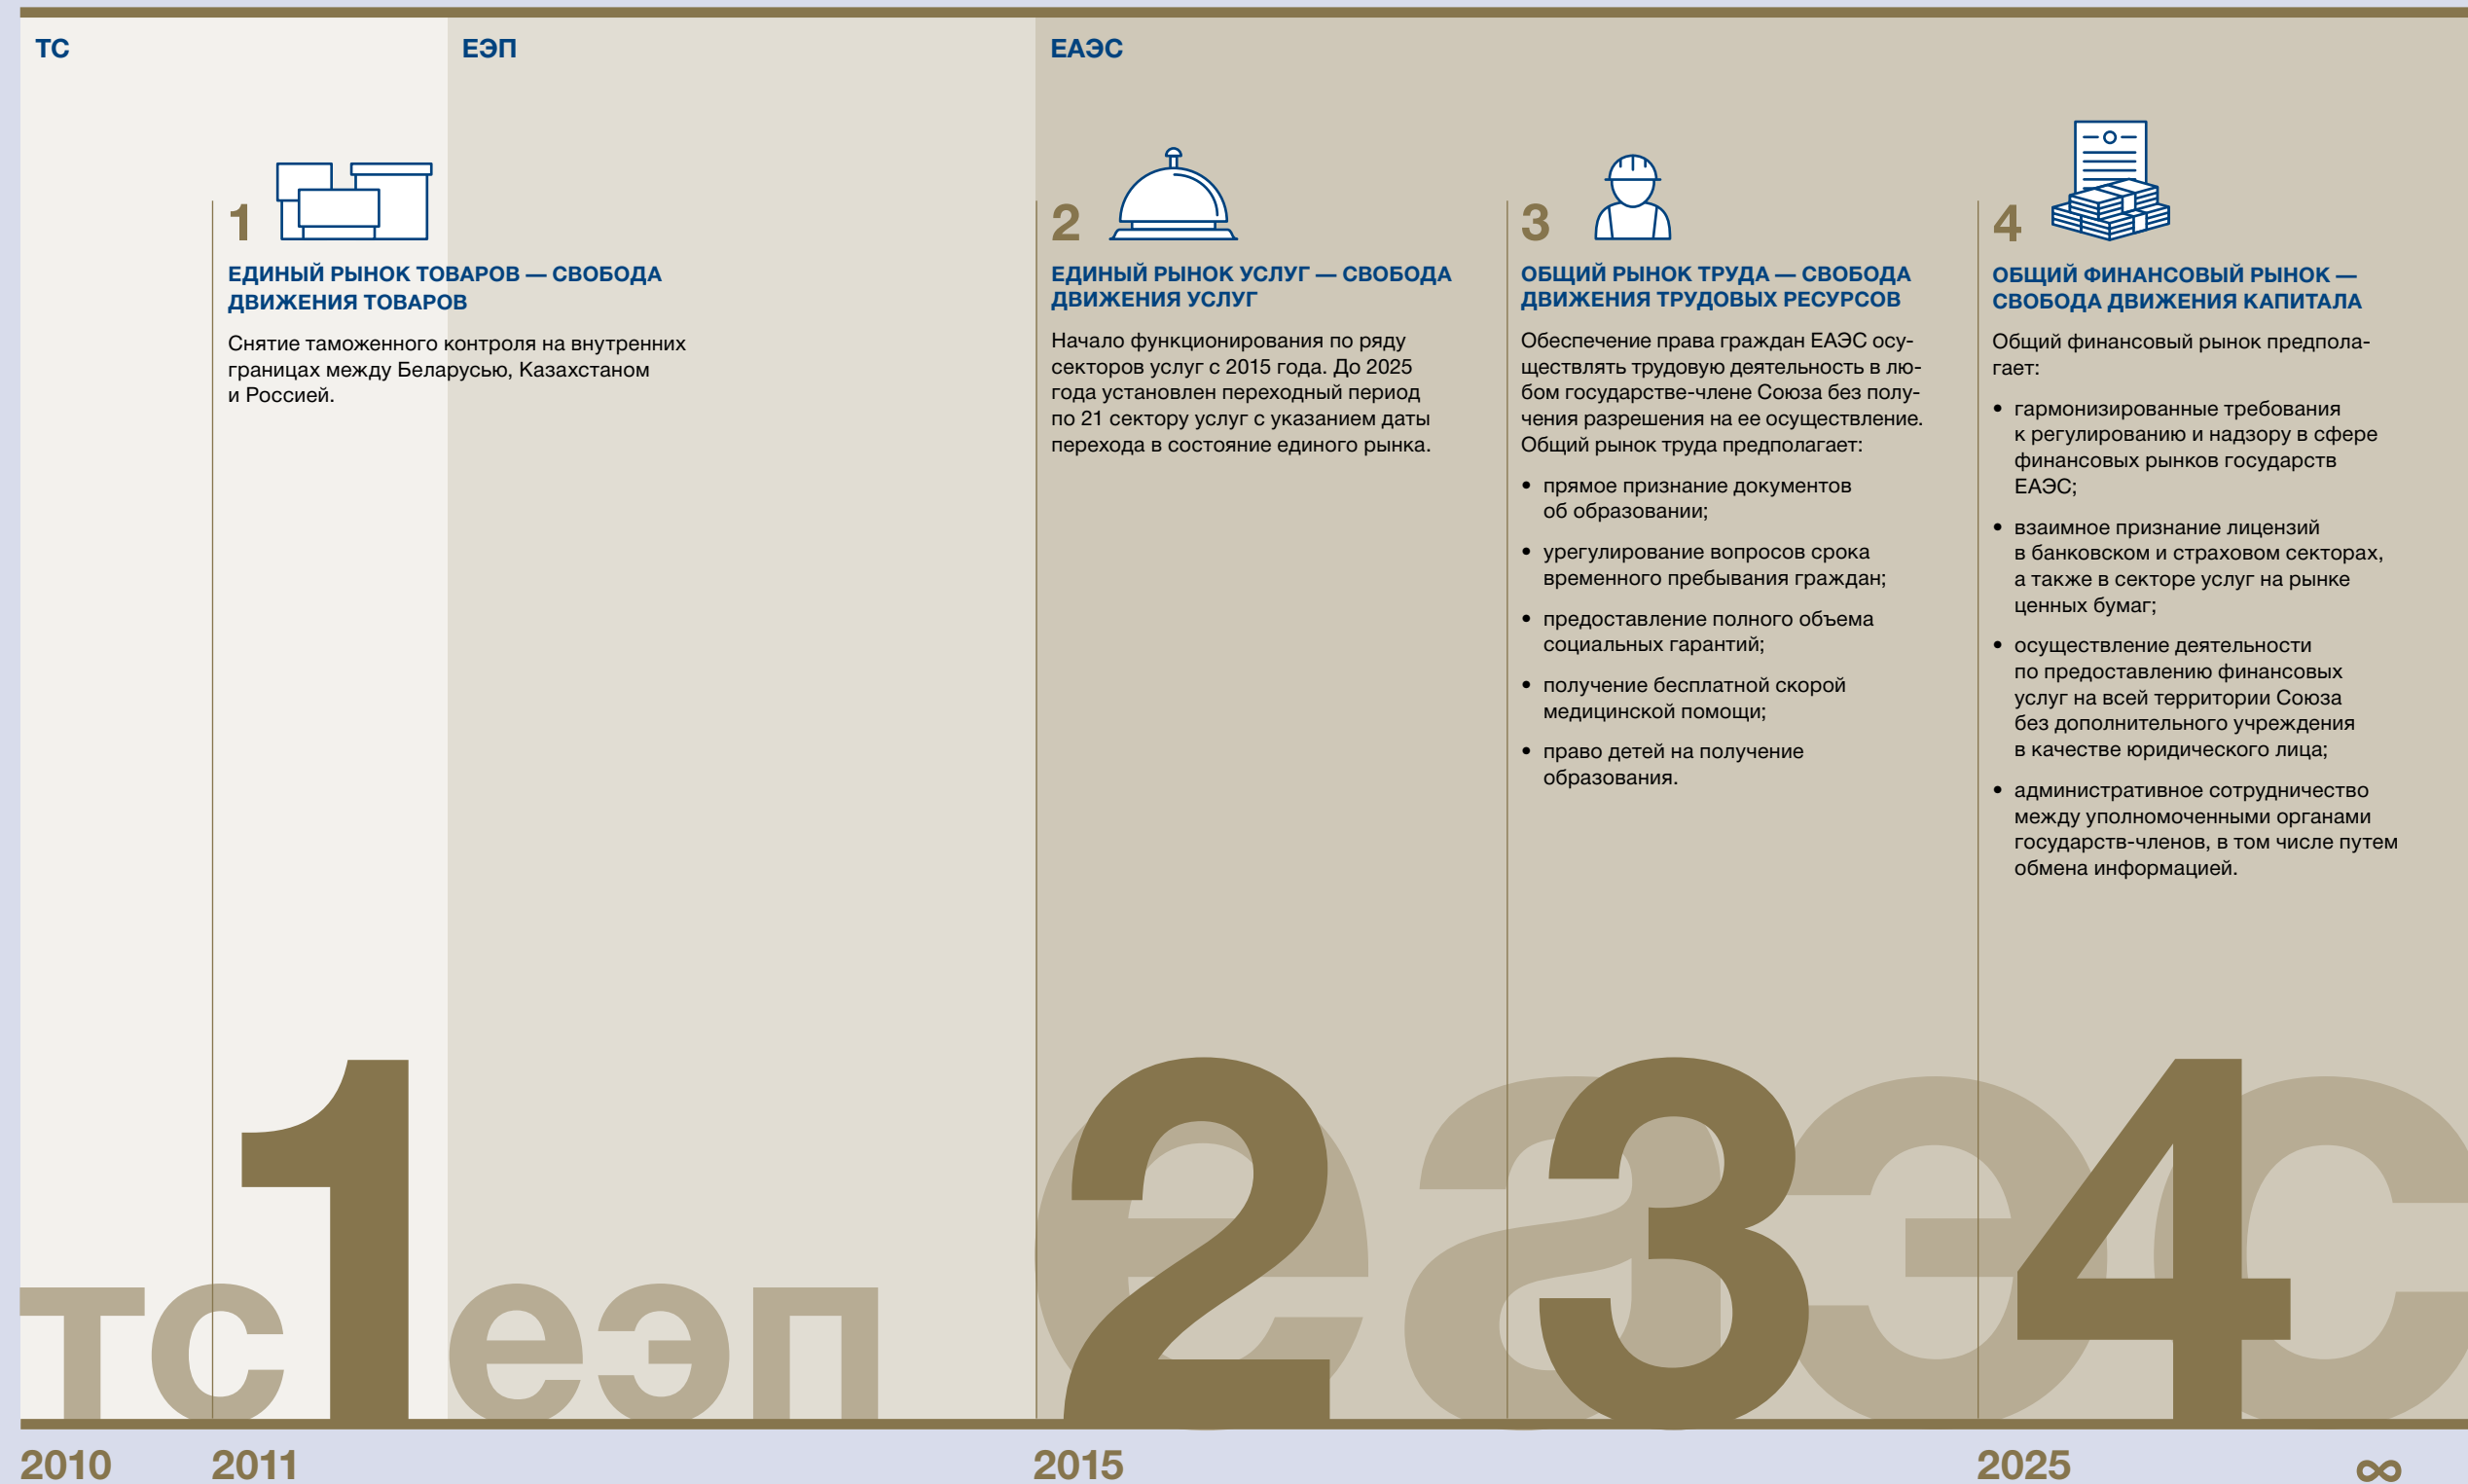 ТС
ЕЭП
ЕАЭС
1
ЕДИНЫЙ РЫНОК ТОВАРОВ — СВОБОДА
ДВИЖЕНИЯ ТОВАРОВ
Снятие таможенного контроля на внутренних
границах между Беларусью, Казахстаном
и Россией.
2
ЕДИНЫЙ РЫНОК УСЛУГ — СВОБОДА
ДВИЖЕНИЯ УСЛУГ
Начало функционирования по ряду
секторов услуг с 2015 года. До 2025
года установлен переходный период
по 21 сектору услуг с указанием даты
перехода в состояние единого рынка.
3
ОБЩИЙ РЫНОК ТРУДА — СВОБОДА
ДВИЖЕНИЯ ТРУДОВЫХ РЕСУРСОВ
Обеспечение права граждан ЕАЭС осу-
ществлять трудовую деятельность в лю-
бом государстве-члене Союза без полу-
чения разрешения на ее осуществление.
Общий рынок труда предполагает:
• прямое признание документов
об образовании;
• урегулирование вопросов срока
временного пребывания граждан;
• предоставление полного объема
социальных гарантий;
• получение бесплатной скорой
медицинской помощи;
• право детей на получение
образования.
4
ОБЩИЙ ФИНАНСОВЫЙ РЫНОК —
СВОБОДА ДВИЖЕНИЯ КАПИТАЛА
Общий финансовый рынок предпола-
гает:
• гармонизированные требования
к регулированию и надзору в сфере
финансовых рынков государств
ЕАЭС;
• взаимное признание лицензий
в банковском и страховом секторах,
а также в секторе услуг на рынке
ценных бумаг;
• осуществление деятельности
по предоставлению финансовых
услуг на всей территории Союза
без дополнительного учреждения
в качестве юридического лица;
• административное сотрудничество
между уполномоченными органами
государств-членов, в том числе путем
обмена информацией.
тс
1
еэп
еаэс
2
3
4
2010
2011
2015
2025
∞